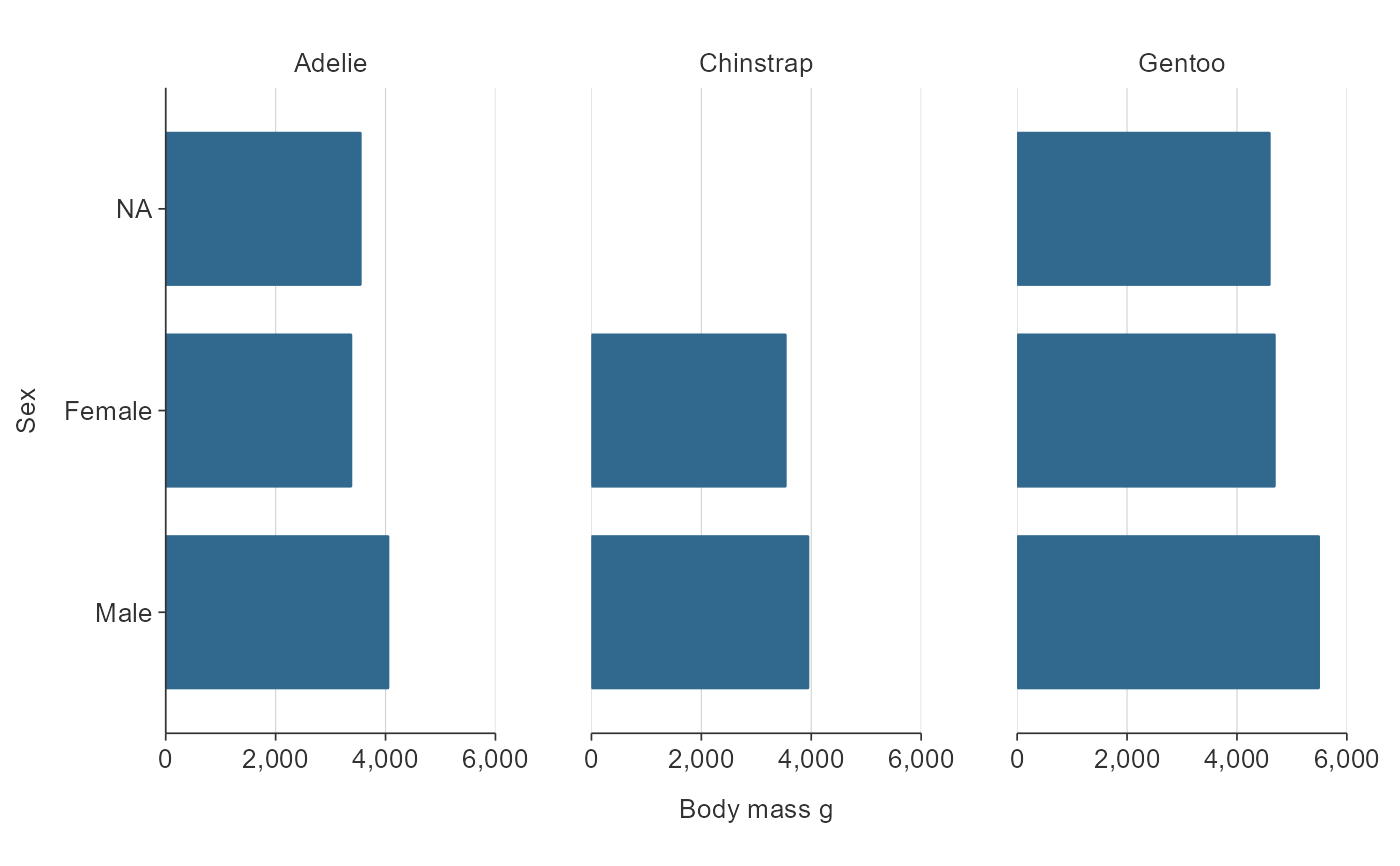 Adelie Chinstrap Gentoo
NA
Female
Male
Sex
0 2,000 4,000 6,000 0 2,000 4,000 6,000 0 2,000 4,000 6,000
Body mass g